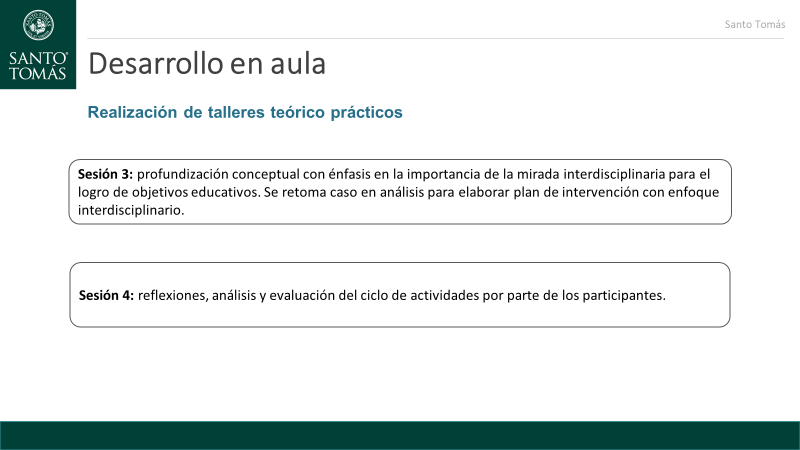 Santo Tomás
SANTO
TOMÁS
Desarrollo en aula
Realización de talleres teórico prácticos
Sesión 3: profundización conceptual con énfasis en la importancia de la mirada interdisciplinaria para el
logro de objetivos educativos. Se retoma caso en análisis para elaborar plan de intervención con enfoque
interdisciplinario.
Sesión 4: reflexiones, análisis y evaluación del ciclo de actividades por parte de los participantes.